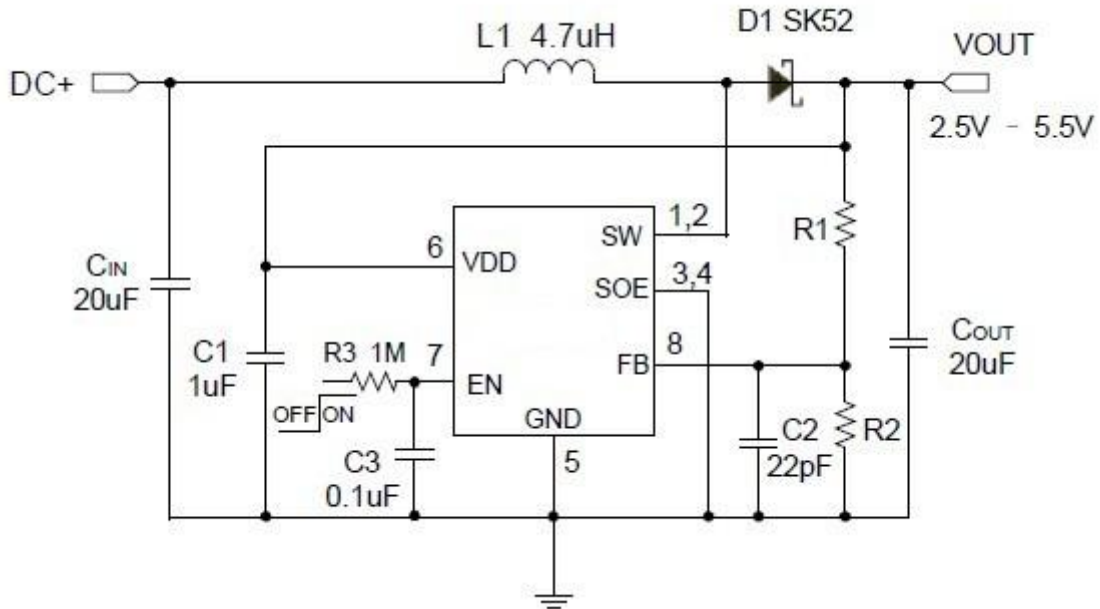 D1 SK52
L1 4.7uH
VOUT
DC+
2.5V - 5.5V
1,2
SW
R1
6
VDD
3,4
SOE
CIN
20uF
COUT
20uF
C1
1uF
R3 1M
7
EN
8
FB
OFF
ON
GND
C2
22pF
R2
C3
0.1uF
5